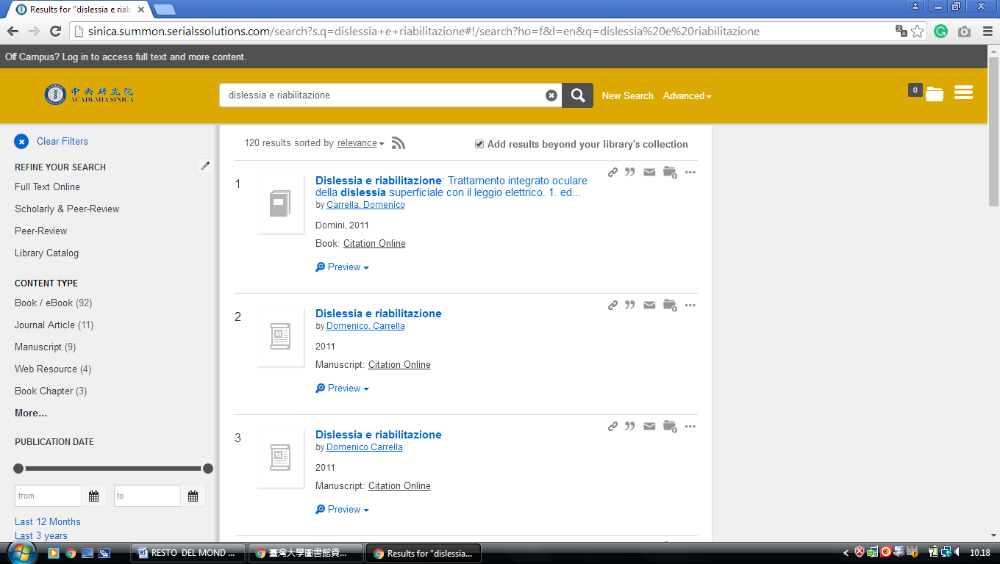 Results for "dislessia e riab
sinica.summon.serialssolutions.com/search?s.q=dislessia+e+riabilitazione#!/search?ho=f&l=en&q=dislessia%20e%20riabilitazione
Off Campus? Log in to access full text and more content.
中央研究院
ACADEMIA SINICA
dislessia e riabilitazione
New Search
Advanced
0
Clear Filters
REFINE YOUR SEARCH
Full Text Online
Scholarly & Peer-Review
Peer-Review
Library Catalog
CONTENT TYPE
Book / eBook (92)
Journal Article (11)
Manuscript (9)
Web Resource (4)
Book Chapter (3)
More...
PUBLICATION DATE
from
to
Last 12 Months
Last 3 years
120 results sorted by relevance
Add results beyond your library's collection
1
Dislessia e riabilitazione: Trattamento integrato oculare
della dislessia superficiale con il leggio elettrico. 1. ed...
by Carrella, Domenico
Domini, 2011
Book: Citation Online
Preview
2
Dislessia e riabilitazione
by Domenico. Carrella
2011
Manuscript: Citation Online
Preview
3
Dislessia e riabilitazione
by Domenico Carrella
2011
Manuscript: Citation Online
Preview
RESTO DEL MOND ...
臺灣大學圖書館資...
Results for "dislessia...
10.18